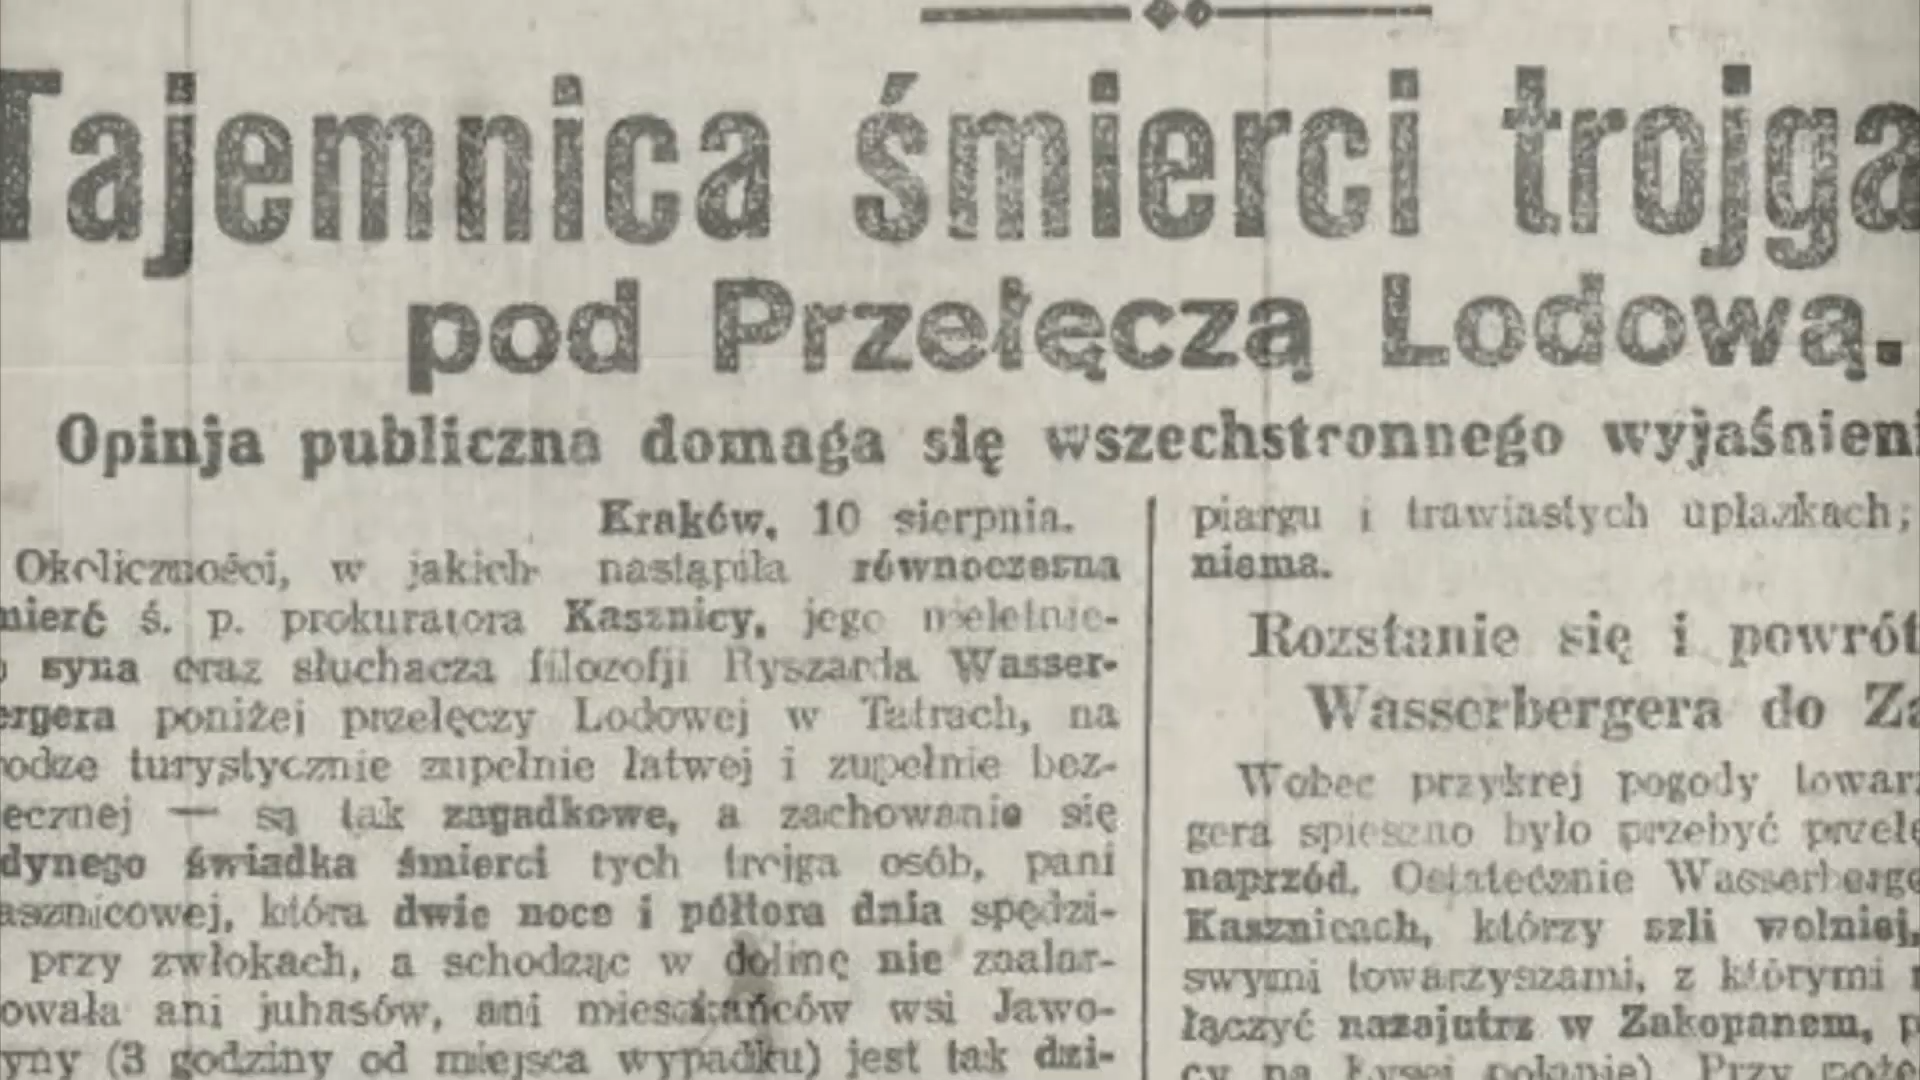 Tajemnica śmierci trojga
pod Przełęczą Lodową.
Opinja publiczna domaga się wszechstronnego wyjaśnieni
Kraków, 10 sierpnia.
Okoliczności, w jakich nastąpiła równoczesna
mierć ś. p. prokuratora Kasznicy, jego nieletnie-
o syna oraz słuchacza filozofji Ryszarda Wasser-
ergera poniżej przełęczy Lodowej w Tatrach, na
rodze turystycznie zupełnie łatwej i zupełnie bez-
ecznej — są tak zagadkowe, a zachowanie się
dynego świadka śmierci tych trojga osób, pani
asznicowej, która dwie noce i półtora dnia spędzi-
przy zwłokach, a schodząc w dolinę nie zaalar-
owała ani juhasów, ani mieszkańców wsi Jawo-
yny (3 godziny od miejsca wypadku) jest tak dzi-
piargu i trawiastych upłazkach;
niema.
Rozstanie się i powrót
Wasserbergera do Za
Wobec przykrej pogody towarz
gera spieszno było przebyć przełę
naprzód. Ostatecznie Wasserberge
Kasznicach, którzy szli wolniej,
swymi towarzyszami, z którymi
łączyć nazajutrz w Zakopanem, p
cy na Łysej polanie). Przy poże